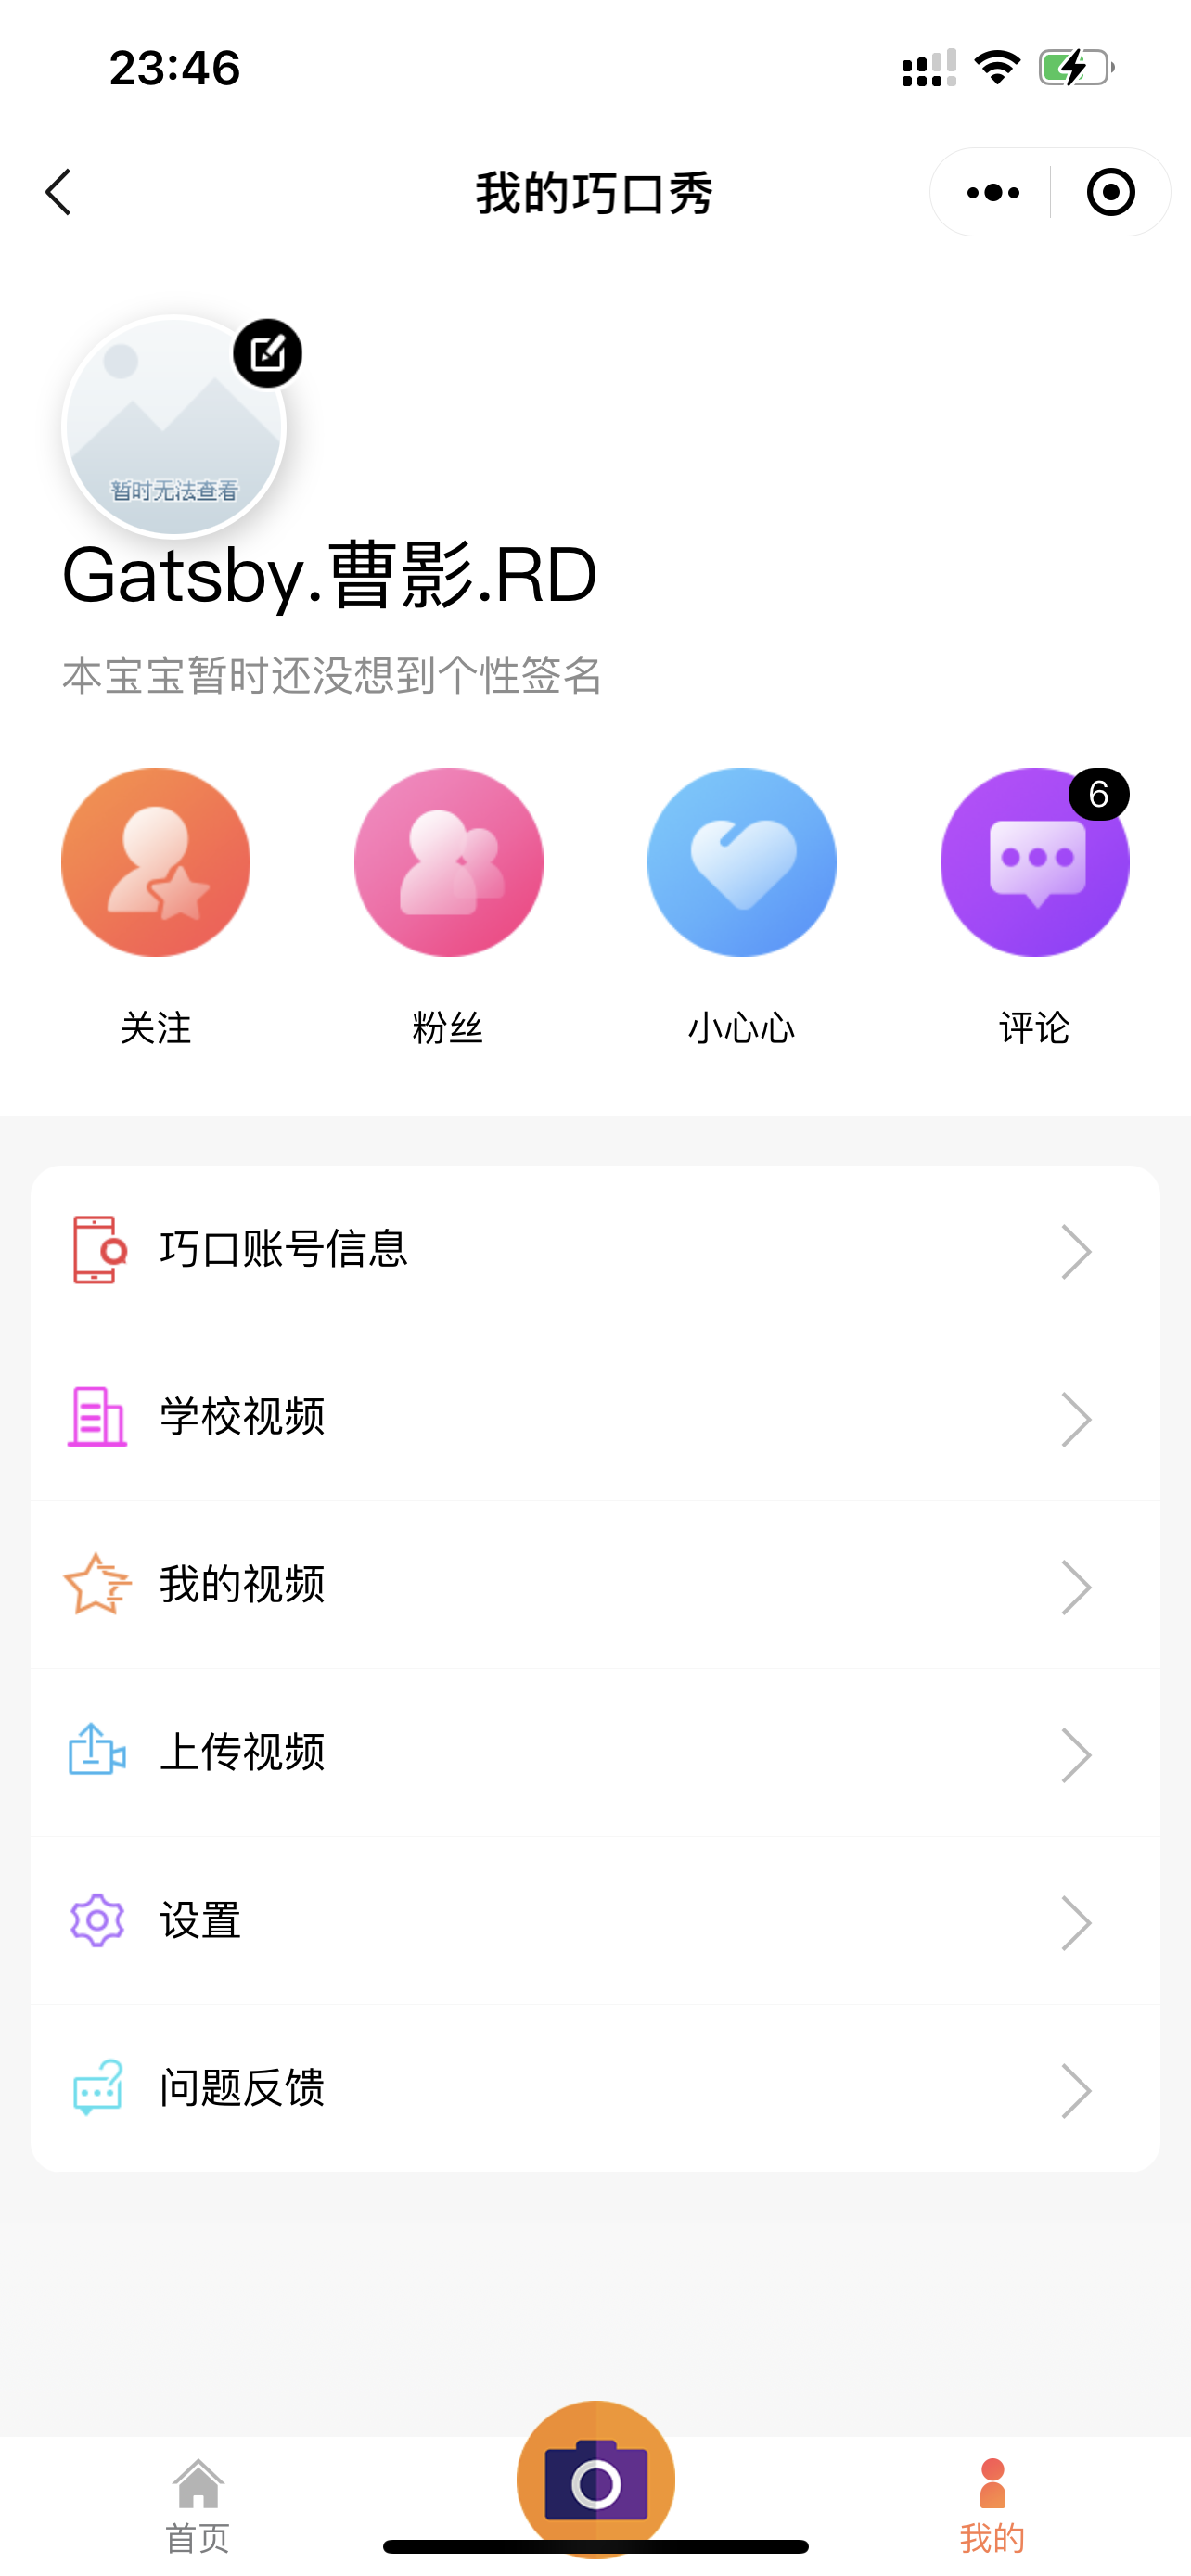 23:46
我的巧口秀
暂时无法查看
Gatsby.曹影.RD
本宝宝暂时还没想到个性签名
6
关注 粉丝 小心心 评论
巧口账号信息
学校视频
我的视频
上传视频
设置
问题反馈
首页 我的